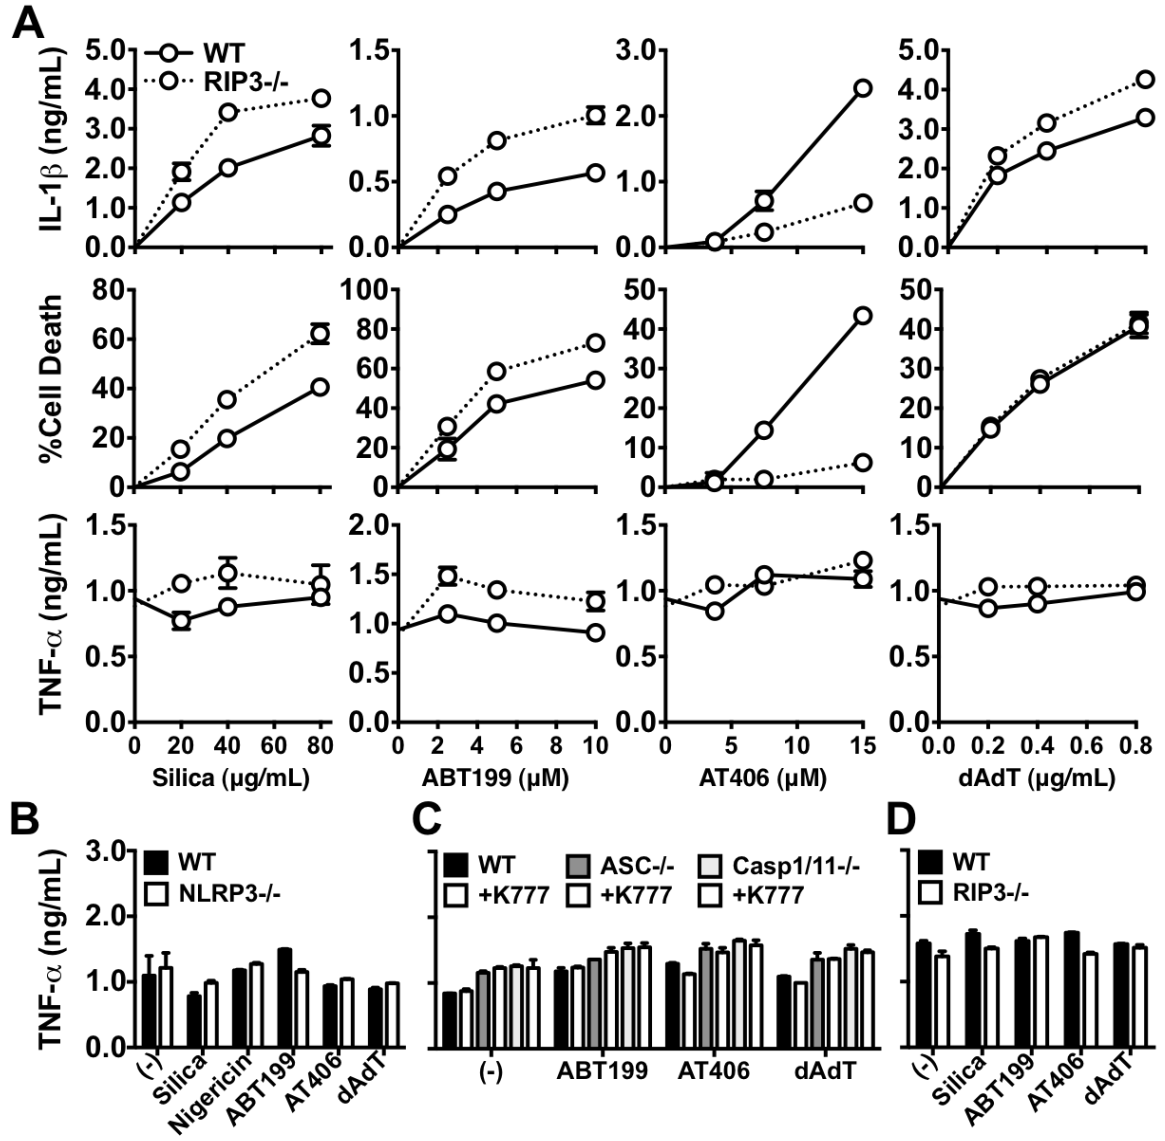 A
IL-1β (ng/mL)
5.0
4.0
3.0
2.0
1.0
0.0
WT
RIP3-/-
1.5
1.0
0.5
0.0
3.0
2.0
1.0
0.0
5.0
4.0
3.0
2.0
1.0
0.0
%Cell Death
80
60
40
20
0
100
80
60
40
20
0
50
40
30
20
10
0
50
40
30
20
10
0
TNF-α (ng/mL)
1.5
1.0
0.5
0.0
0 20 40 60 80
Silica (µg/mL)
2.0
1.5
1.0
0.5
0.0
0 2 4 6 8 10
ABT199 (µM)
1.5
1.0
0.5
0.0
0 5 10 15
AT406 (µM)
1.5
1.0
0.5
0.0
0.0 0.2 0.4 0.6 0.8
dAdT (µg/mL)
B
TNF-α (ng/mL)
3.0
2.0
1.0
0.0
WT
NLRP3-/-
(-)
Silica
Nigericin
ABT199
AT406
dAdT
C
WT ASC-/- Casp1/11-/-
+K777 +K777 +K777
(-) ABT199 AT406 dAdT
D
WT
RIP3-/-
(-)
Silica
ABT199
AT406
dAdT